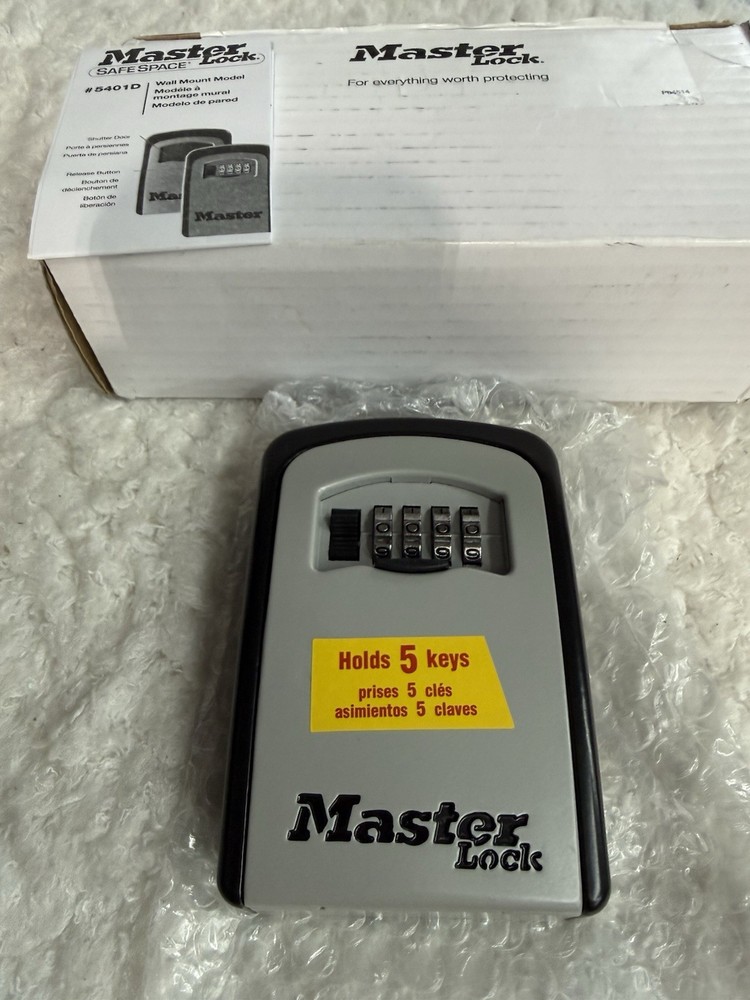 Master
Lock.
SAFE SPACE
#5401D
Wall Mount Model
Modèle à
montage mural
Modelo de pared
Shutter Door
Porte à persiennes
Puerta de persiana
Release Button
Bouton de
déclenchement
Botón de
liberación
Master
Master
Lock.
For everything worth protecting
Holds 5 keys
prises 5 clés
asimientos 5 claves
Master
Lock